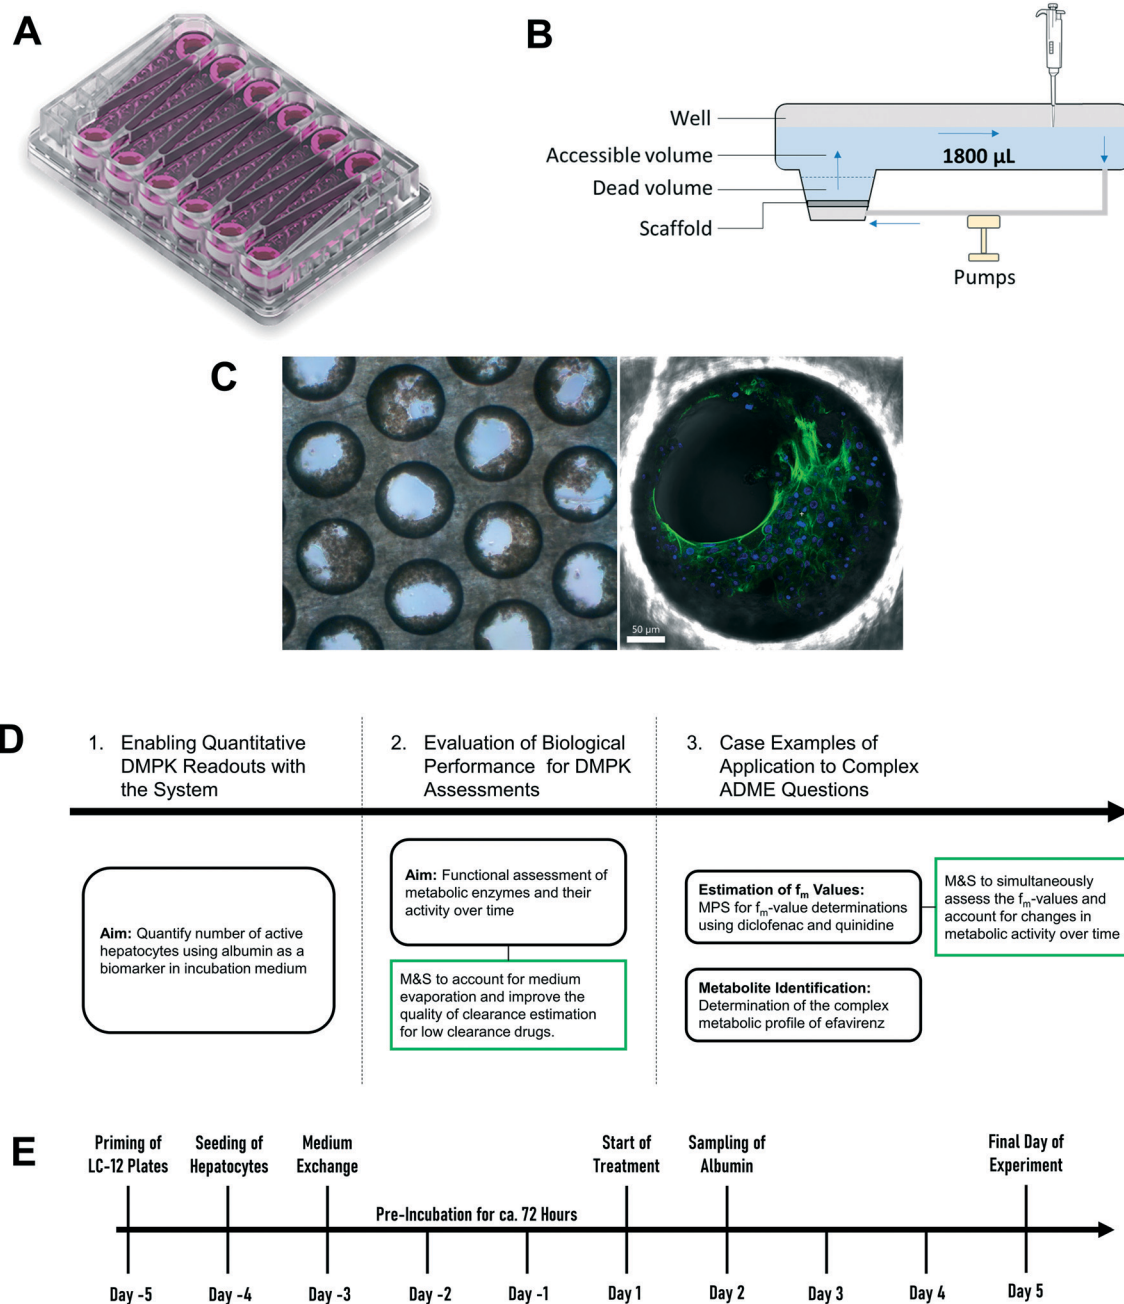 A
B
Well
Accessible volume
1800 µL
Dead volume
Scaffold
Pumps
C
50 µm
D
1. Enabling Quantitative
DMPK Readouts with
the System
2. Evaluation of Biological
Performance for DMPK
Assessments
3. Case Examples of
Application to Complex
ADME Questions
Aim: Quantify number of active
hepatocytes using albumin as a
biomarker in incubation medium
Aim: Functional assessment of
metabolic enzymes and their
activity over time
M&S to account for medium
evaporation and improve the
quality of clearance estimation
for low clearance drugs.
Estimation of fm Values:
MPS for fm-value determinations
using diclofenac and quinidine
M&S to simultaneously
assess the fm-values and
account for changes in
metabolic activity over time
Metabolite Identification:
Determination of the complex
metabolic profile of efavirenz
E
Priming of
LC-12 Plates
Seeding of
Hepatocytes
Medium
Exchange
Pre-Incubation for ca. 72 Hours
Start of
Treatment
Sampling of
Albumin
Final Day of
Experiment
Day -5
Day -4
Day -3
Day -2
Day -1
Day 1
Day 2
Day 3
Day 4
Day 5